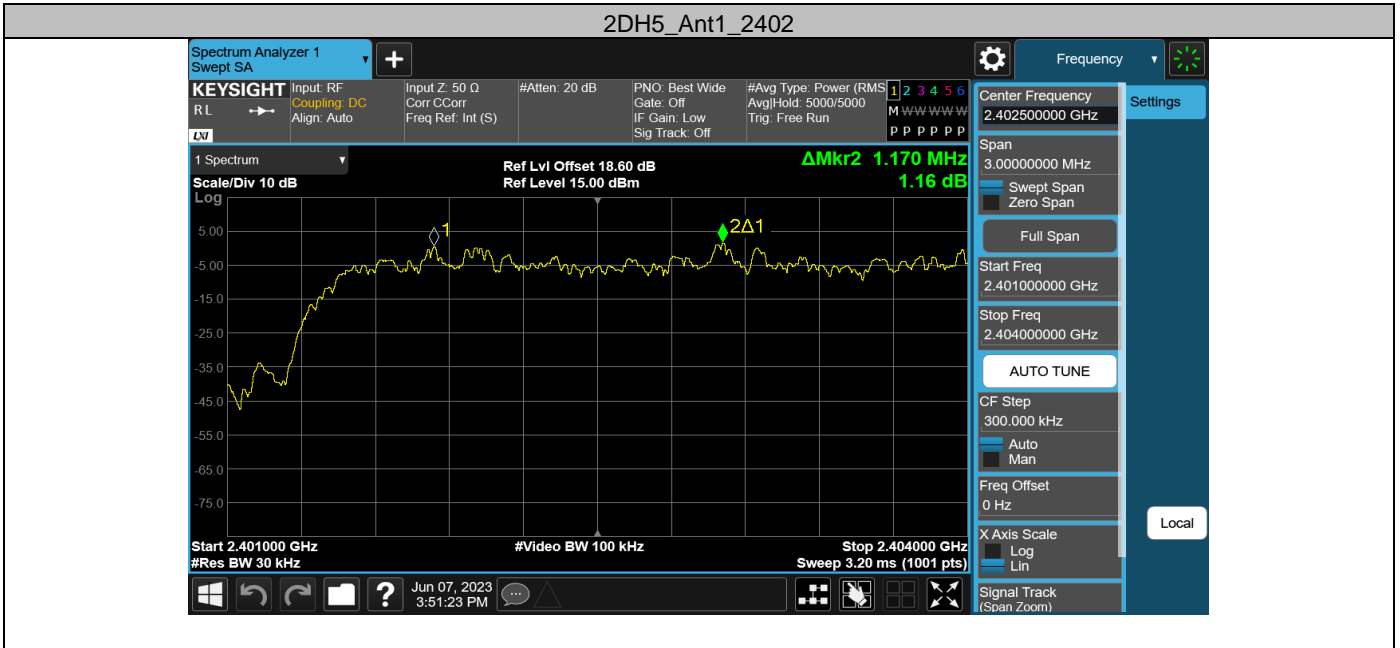 2DH5_Ant1_2402
Spectrum Analyzer 1
Swept SA
+
Frequency
KEYSIGHT
RL
LXI
Input: RF
Coupling: DC
Align: Auto
Input Z: 50 Ω
Corr CCorr
Freq Ref: Int (S)
#Atten: 20 dB
PNO: Best Wide
Gate: Off
IF Gain: Low
Sig Track: Off
#Avg Type: Power (RMS
Avg|Hold: 5000/5000
Trig: Free Run
1 2 3 4 5 6
M W W W W W
P P P P P P
1 Spectrum
Scale/Div 10 dB
Log
Ref Lvl Offset 18.60 dB
Ref Level 15.00 dBm
ΔMkr2 1.170 MHz
1.16 dB
1
2Δ1
5.00
-5.00
-15.0
-25.0
-35.0
-45.0
-55.0
-65.0
-75.0
Start 2.401000 GHz
#Res BW 30 kHz
#Video BW 100 kHz
Stop 2.404000 GHz
Sweep 3.20 ms (1001 pts)
Center Frequency
2.402500000 GHz
Span
3.00000000 MHz
Swept Span
Zero Span
Full Span
Start Freq
2.401000000 GHz
Stop Freq
2.404000000 GHz
AUTO TUNE
CF Step
300.000 kHz
Auto
Man
Freq Offset
0 Hz
X Axis Scale
Log
Lin
Signal Track
(Span Zoom)
Settings
Local
?
Jun 07, 2023
3:51:23 PM